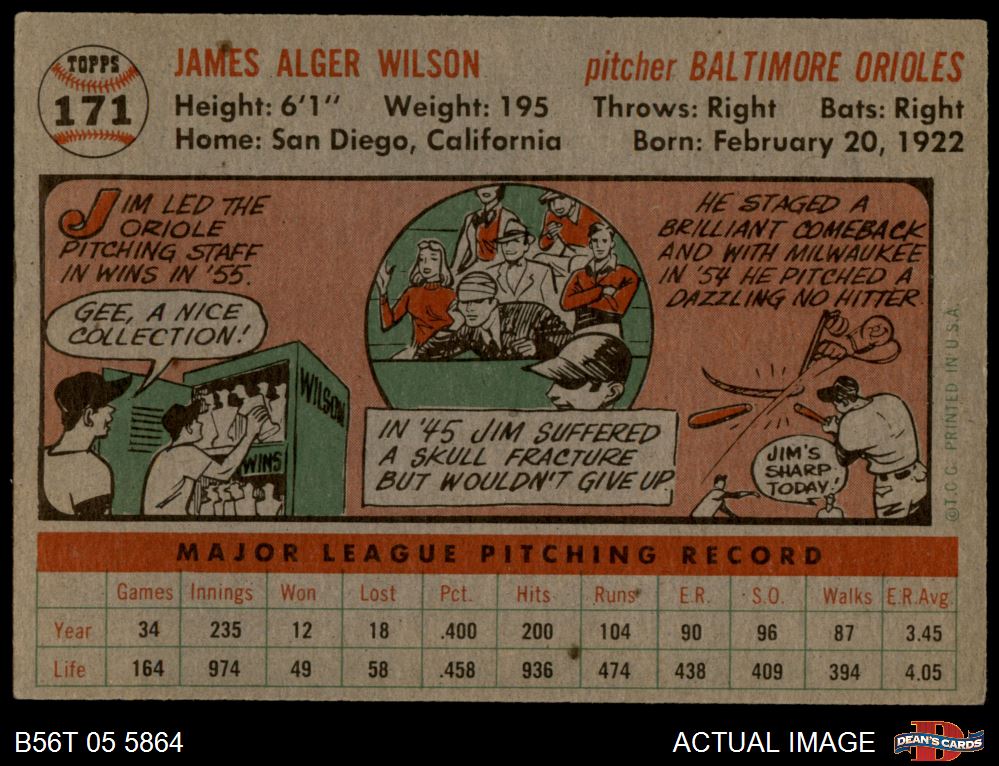 TOPPS
171
JAMES ALGER WILSON
pitcher BALTIMORE ORIOLES
Height: 6'1" Weight: 195 Throws: Right Bats: Right
Home: San Diego, California Born: February 20, 1922
JIM LED THE
ORIOLE
PITCHING STAFF
IN WINS IN '55.
GEE, A NICE
COLLECTION!
WILSON
WINS
IN '45 JIM SUFFERED
A SKULL FRACTURE
BUT WOULDN'T GIVE UP
HE STAGED A
BRILLIANT COMEBACK
AND WITH MILWAUKEE
IN '54 HE PITCHED A
DAZZLING NO HITTER
JIM'S
SHARP
TODAY!
©T.C.G. PRINTED IN U.S.A.
MAJOR LEAGUE PITCHING RECORD
Games Innings Won Lost Pct. Hits Runs E.R. S.O. Walks E.R.Avg.
Year 34 235 12 18 .400 200 104 90 96 87 3.45
Life 164 974 49 58 .458 936 474 438 409 394 4.05
B56T 05 5864
ACTUAL IMAGE
D
DEAN'S CARDS